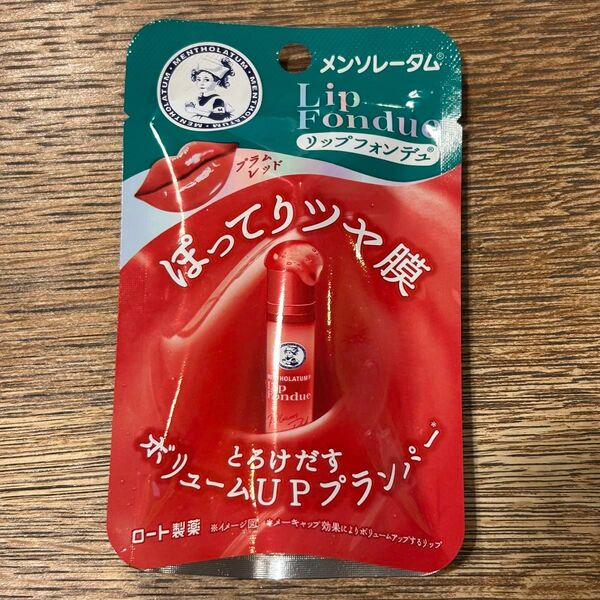 MENTHOLATUM · MENTHOLATUM · MENTHOLATUM
メンソレータム®
Lip
Fondue
リップフォンデュ®
プラム
レッド
ぽってりツヤ膜
MENTHOLATUM®
Lip
Fondue
とろけだす
ボリュームUPプランパー*
ロート製薬
※イメージ図 *メーキャップ効果によりボリュームアップするリップ